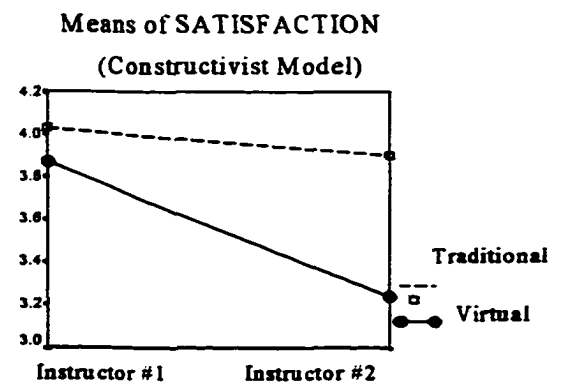 Means of SATISFACTION
(Constructivist Model)
4.2
4.0
3.8
3.6
3.4
3.2
3.0
Traditional
Virtual
Instructor #1 Instructor #2